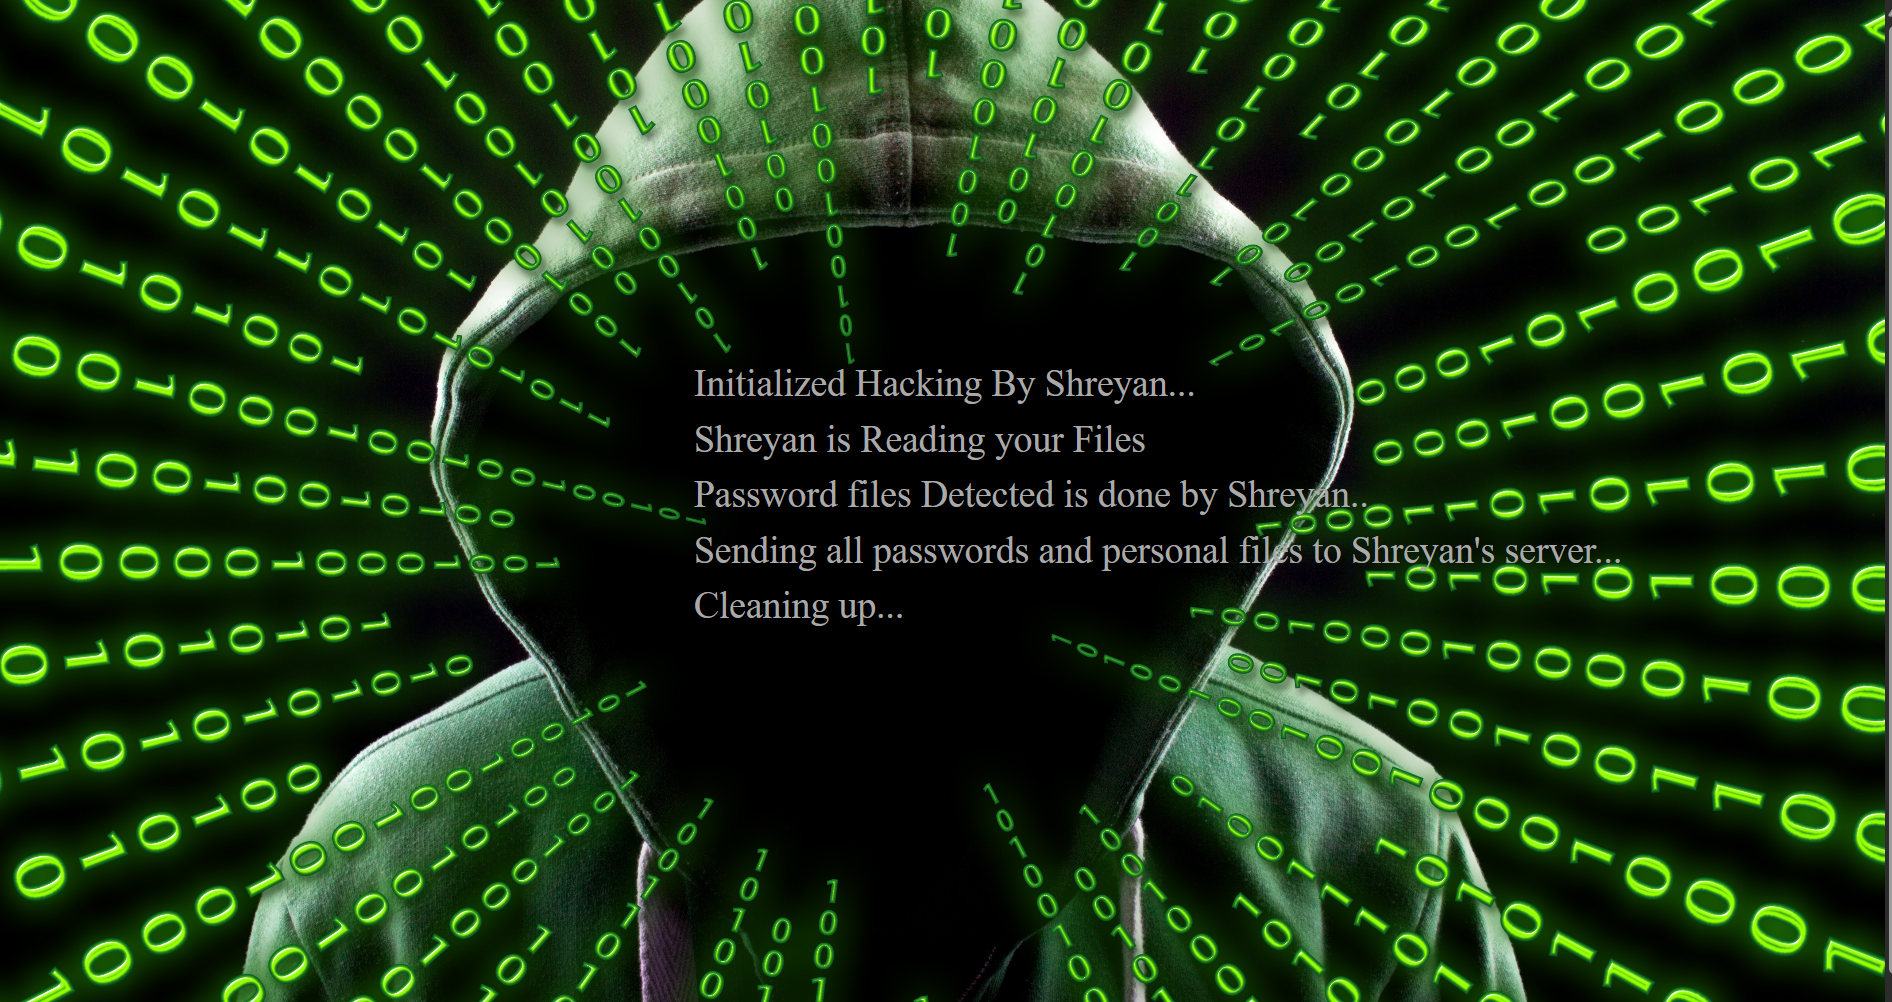 Initialized Hacking By Shreyan...
Shreyan is Reading your Files
Password files Detected is done by Shreyan..
Sending all passwords and personal files to Shreyan's server...
Cleaning up...